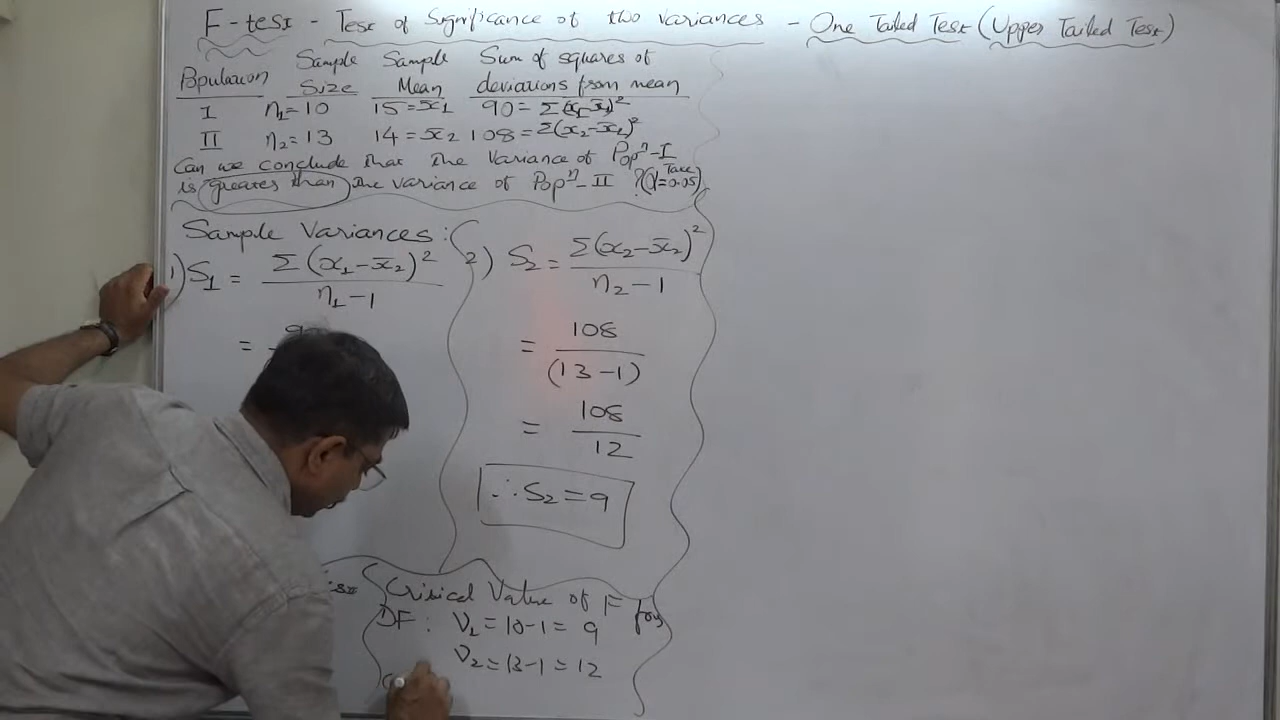 F-test - Test of Significance of two variances - One Tailed Test (Upper Tailed Test)
Population Sample Size Sample Mean Sum of squares of deviations from mean
I n₁=10 15=x̄₁ 90=Σ(x₁-x̄₁)²
II n₂=13 14=x̄₂ 108=Σ(x₂-x̄₂)²
Can we conclude that the variance of Popⁿ-I
is greater than the variance of Popⁿ-II ? (Take α=0.05)
Sample Variances:
1) S₁ = Σ(x₁-x̄₂)² / n₁-1
=
2) S₂ = Σ(x₂-x̄₂)² / n₂-1
= 108 / (13-1)
= 108 / 12
∴ S₂=9
Critical Value of F for
DF: ν₁=10-1=9
ν₂=13-1=12